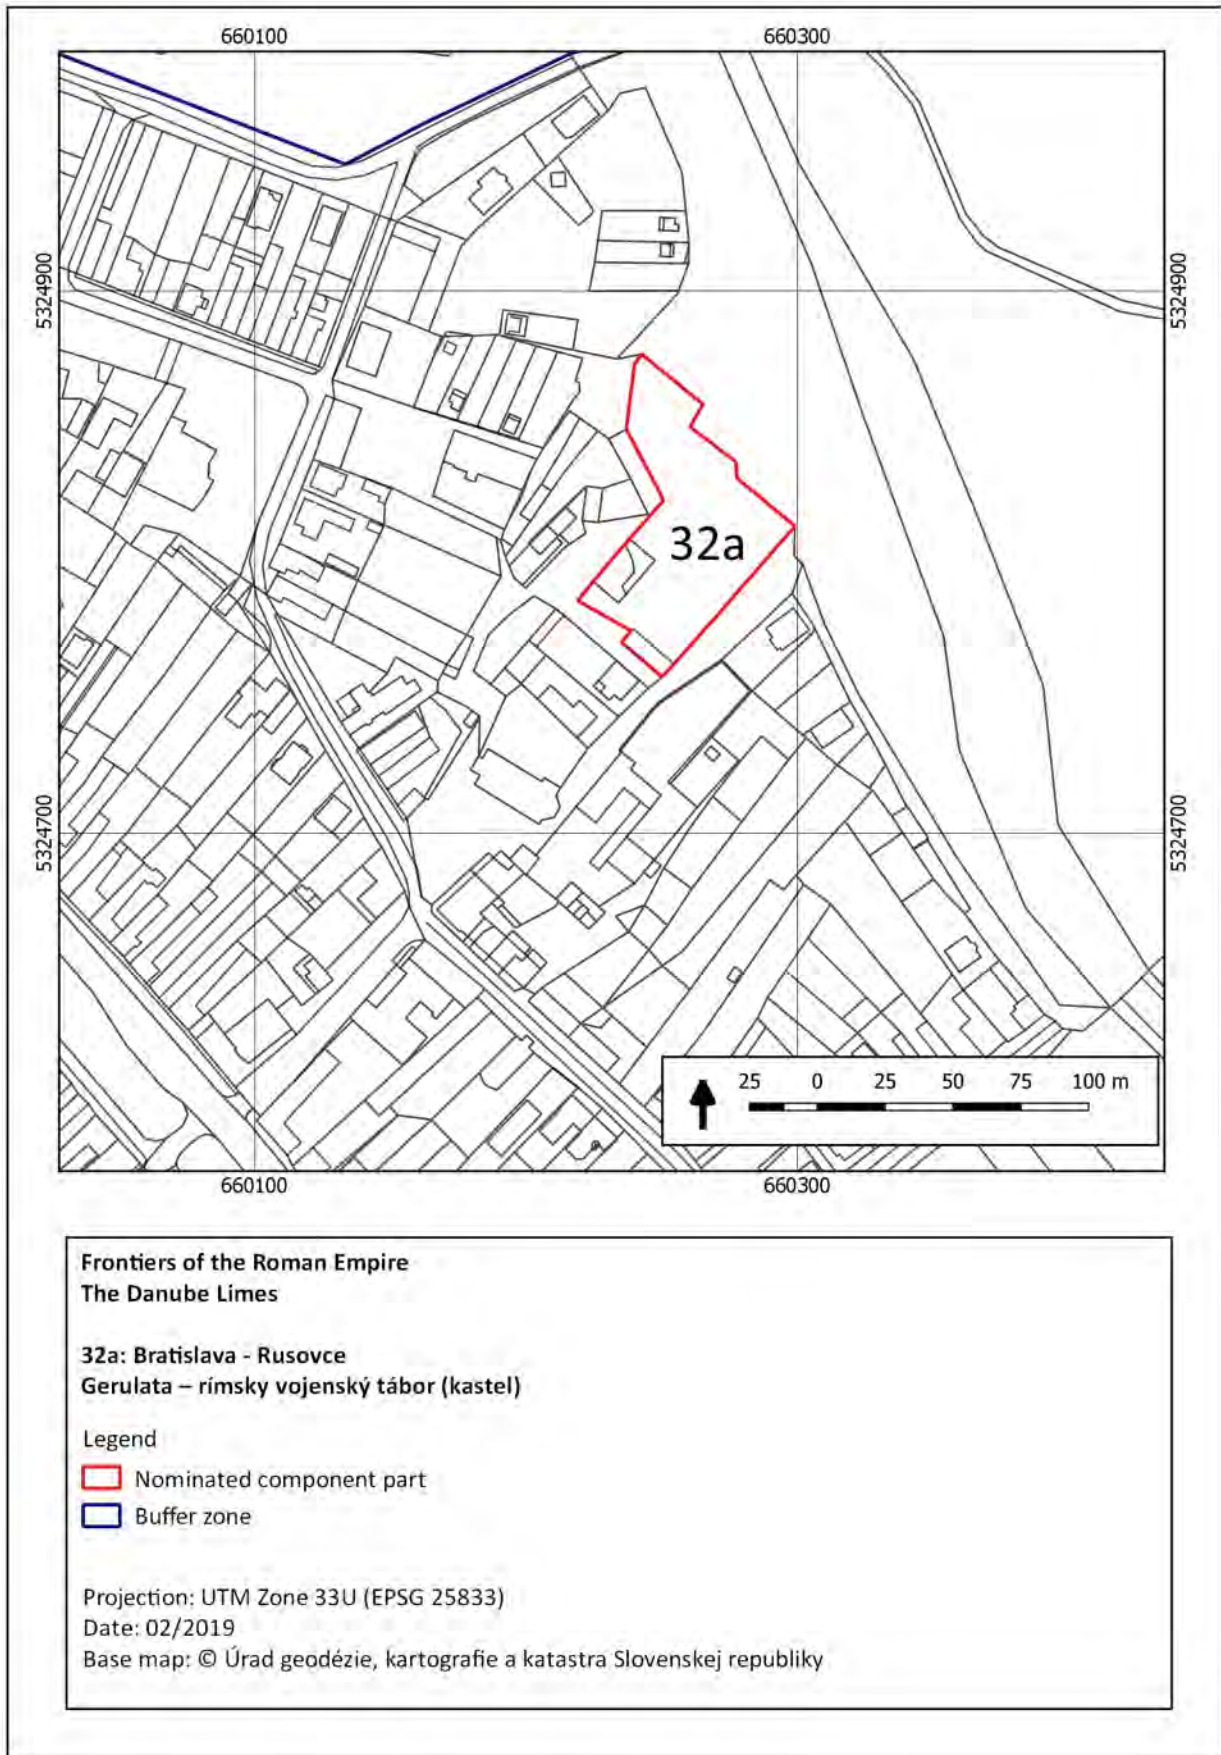 660100 660300
5324900 5324900
32a
5324700 5324700
25 0 25 50 75 100 m
660100 660300
Frontiers of the Roman Empire
The Danube Limes
32a: Bratislava - Rusovce
Gerulata – rímsky vojenský tábor (kastel)
Legend
Nominated component part
Buffer zone
Projection: UTM Zone 33U (EPSG 25833)
Date: 02/2019
Base map: © Úrad geodézie, kartografie a katastra Slovenskej republiky